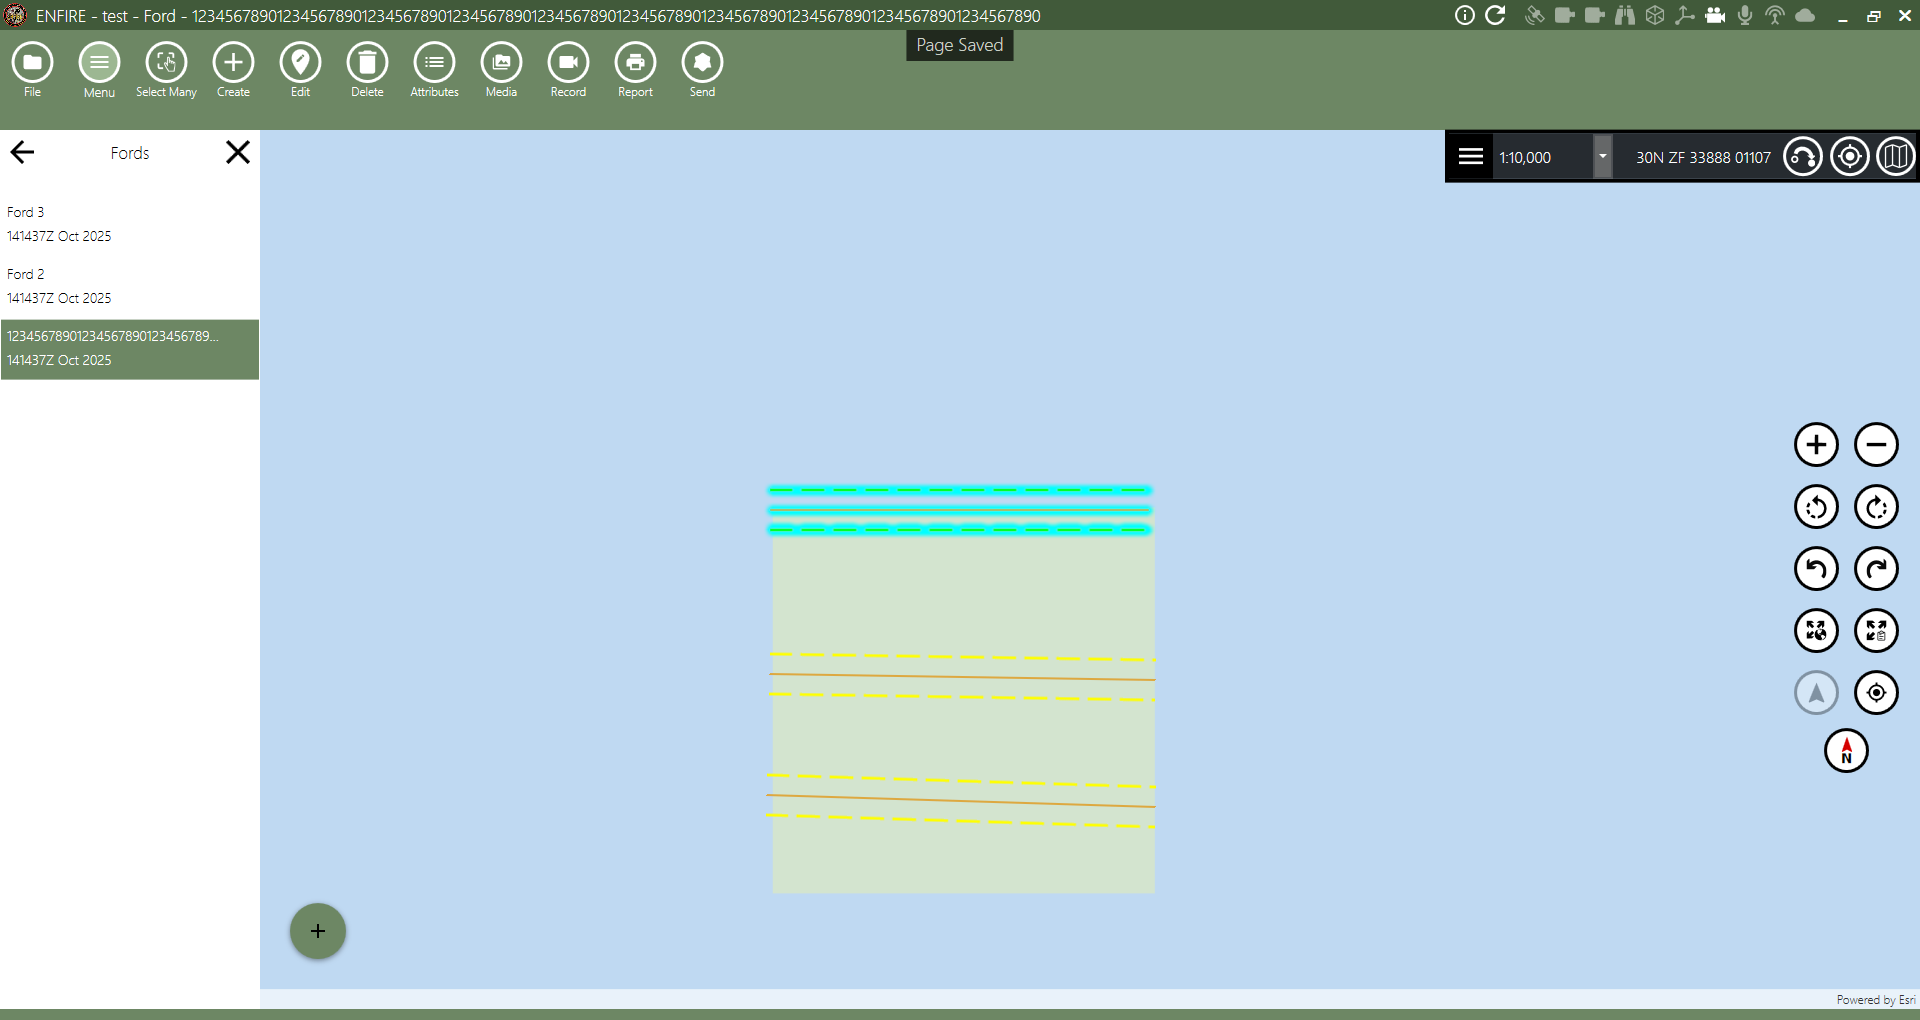 ENFIRE - test - Ford - 1234567890123456789012345678901234567890123456789012345678901234567890123456789012345678901234567890
Page Saved
File
Menu
Select Many
Create
Edit
Delete
Attributes
Media
Record
Report
Send
Fords
1:10,000
30N ZF 33888 01107
Ford 3
141437Z Oct 2025
Ford 2
141437Z Oct 2025
12345678901234567890123456789...
141437Z Oct 2025
N
Powered by Esri